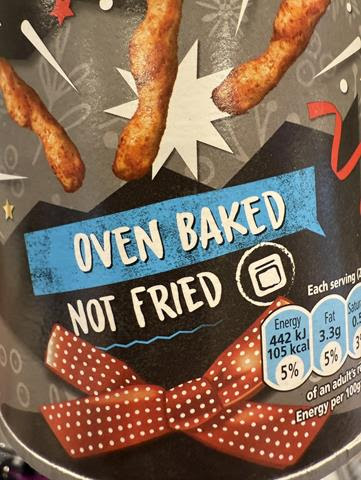 OVEN BAKED
NOT FRIED
Each serving
Energy
442 kJ
105 kcal
5%
Fat
3.3g
5%
of an adult's
Energy per 100g